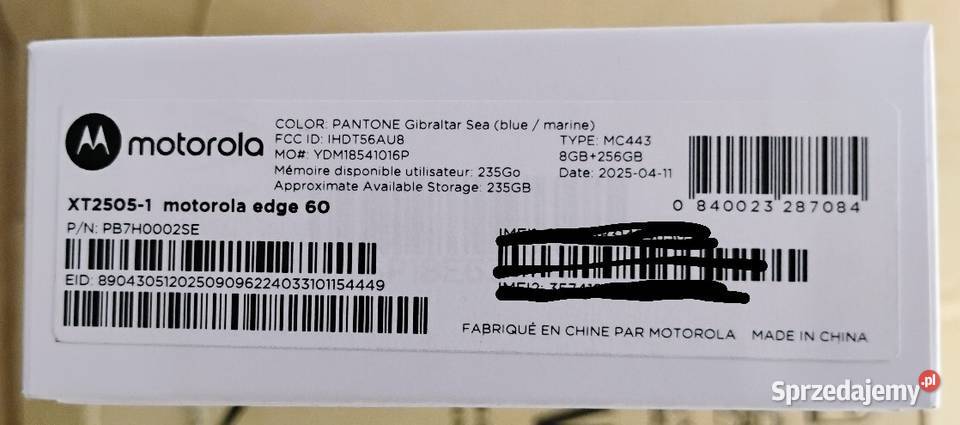 motorola
COLOR: PANTONE Gibraltar Sea (blue / marine)
FCC ID: IHDT56AU8
TYPE: MC443
MO#: YDM18541016P
8GB+256GB
Mémoire disponible utilisateur: 235Go
Date: 2025-04-11
Approximate Available Storage: 235GB
0 840023 287084
XT2505-1 motorola edge 60
P/N: PB7H0002SE
EID: 89043051202509096224033101154449
FABRIQUÉ EN CHINE PAR MOTOROLA MADE IN CHINA
Sprzedajemy.pl